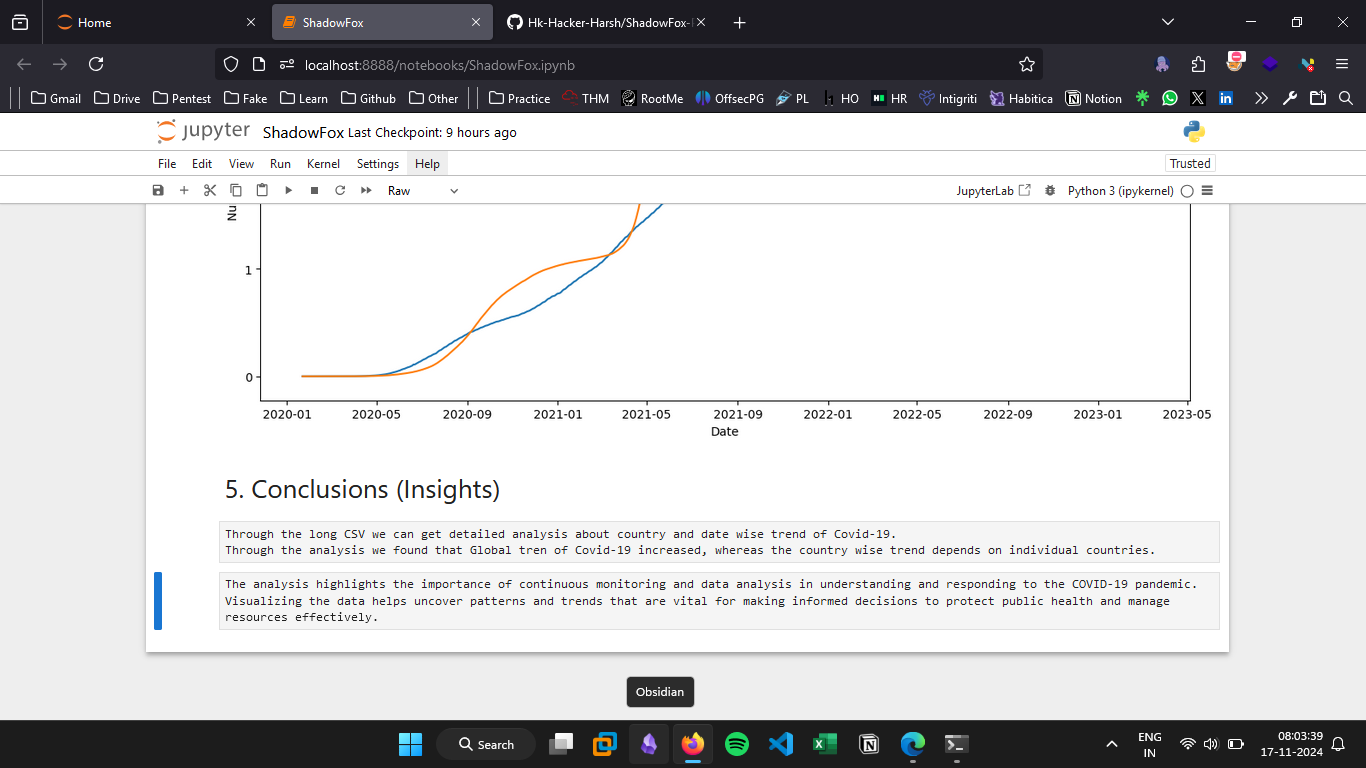 Home
ShadowFox
Hk-Hacker-Harsh/ShadowFox-
localhost:8888/notebooks/ShadowFox.ipynb
Gmail Drive Pentest Fake Learn Github Other Practice THM RootMe OffsecPG PL HO HR Intigriti Habitica Notion
jupyter ShadowFox Last Checkpoint: 9 hours ago
File Edit View Run Kernel Settings Help Trusted
Raw JupyterLab Python 3 (ipykernel)
Nu
1
0
2020-01 2020-05 2020-09 2021-01 2021-05 2021-09 2022-01 2022-05 2022-09 2023-01 2023-05
Date
5. Conclusions (Insights)
Through the long CSV we can get detailed analysis about country and date wise trend of Covid-19.
Through the analysis we found that Global tren of Covid-19 increased, whereas the country wise trend depends on individual countries.
The analysis highlights the importance of continuous monitoring and data analysis in understanding and responding to the COVID-19 pandemic.
Visualizing the data helps uncover patterns and trends that are vital for making informed decisions to protect public health and manage
resources effectively.
Obsidian
Search
ENG
IN
08:03:39
17-11-2024